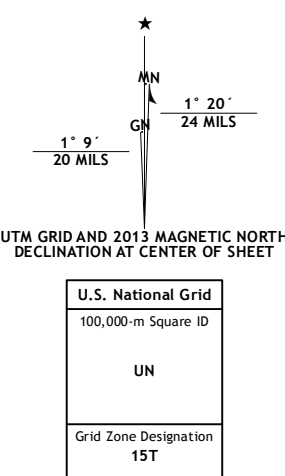 ★
MN
1° 20´
24 MILS
GN
1° 9´
20 MILS
UTM GRID AND 2013 MAGNETIC NORTH
DECLINATION AT CENTER OF SHEET
U.S. National Grid
100,000-m Square ID
UN
Grid Zone Designation
15T